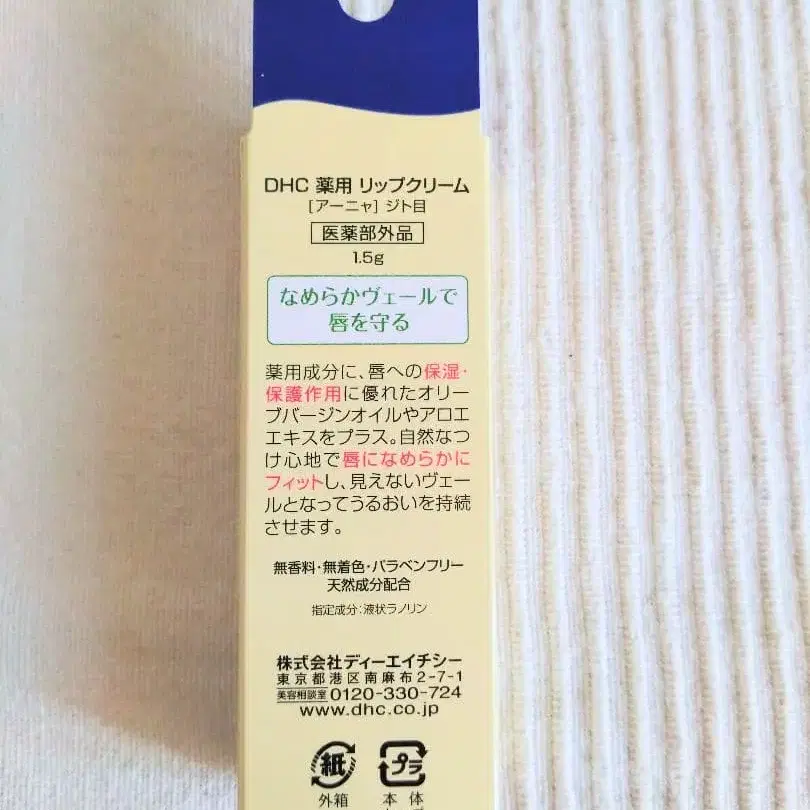 DHC 薬用 リップクリーム
[アーニャ] ジト目
医薬部外品
1.5g
なめらかヴェールで
唇を守る
薬用成分に、唇への保湿・
保護作用に優れたオリー
ブバージンオイルやアロエ
エキスをプラス。自然なつ
け心地で唇になめらかに
フィットし、見えないヴェー
ルとなってうるおいを持続
させます。
無香料・無着色・パラベンフリー
天然成分配合
指定成分：液状ラノリン
株式会社ディーエイチシー
東京都港区南麻布2-7-1
美容相談室 0120-330-724
www.dhc.co.jp
紙 プラ
外箱 本体